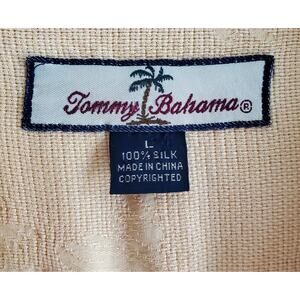 Tommy Bahama®
L
100% SILK
MADE IN CHINA
COPYRIGHTED